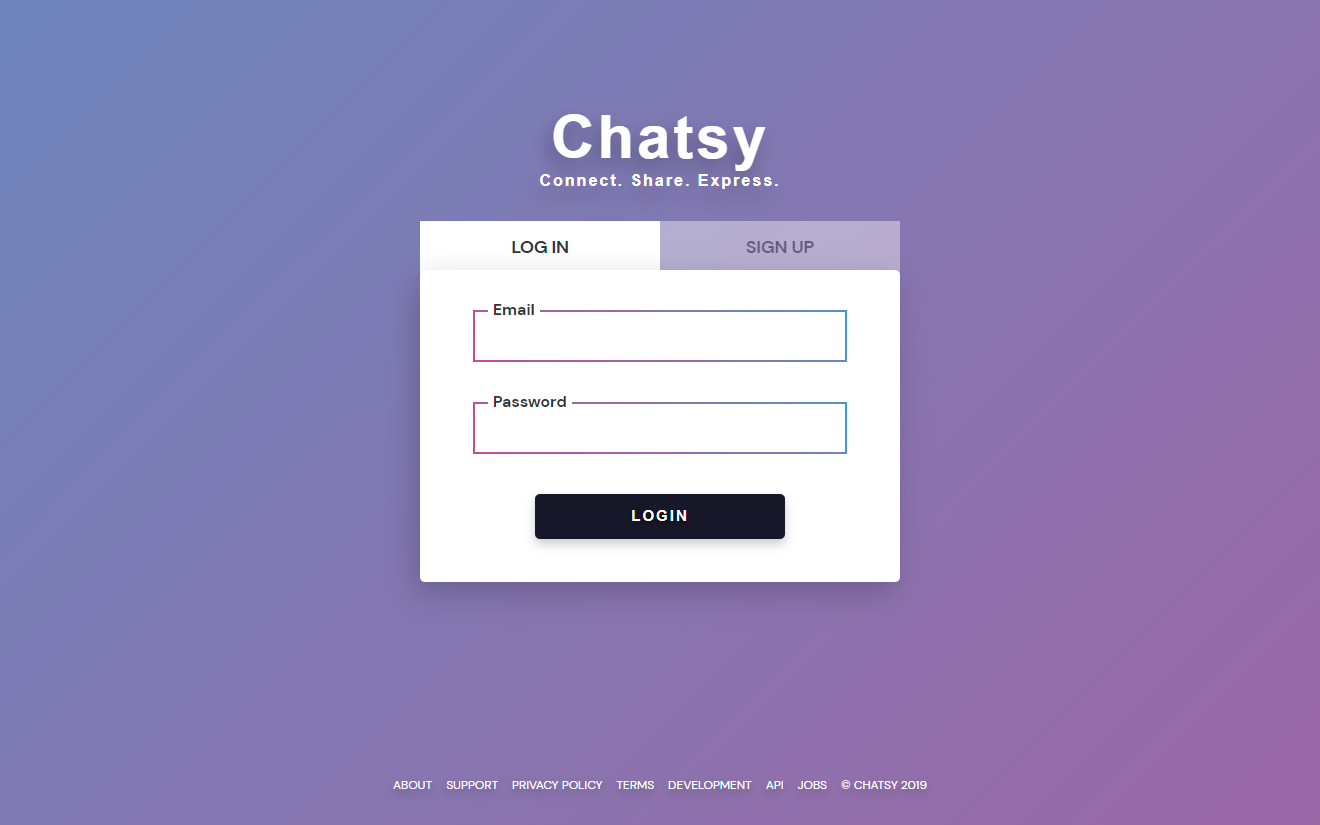 Chatsy
Connect. Share. Express.
LOG IN SIGN UP
Email
Password
LOGIN
ABOUT SUPPORT PRIVACY POLICY TERMS DEVELOPMENT API JOBS © CHATSY 2019